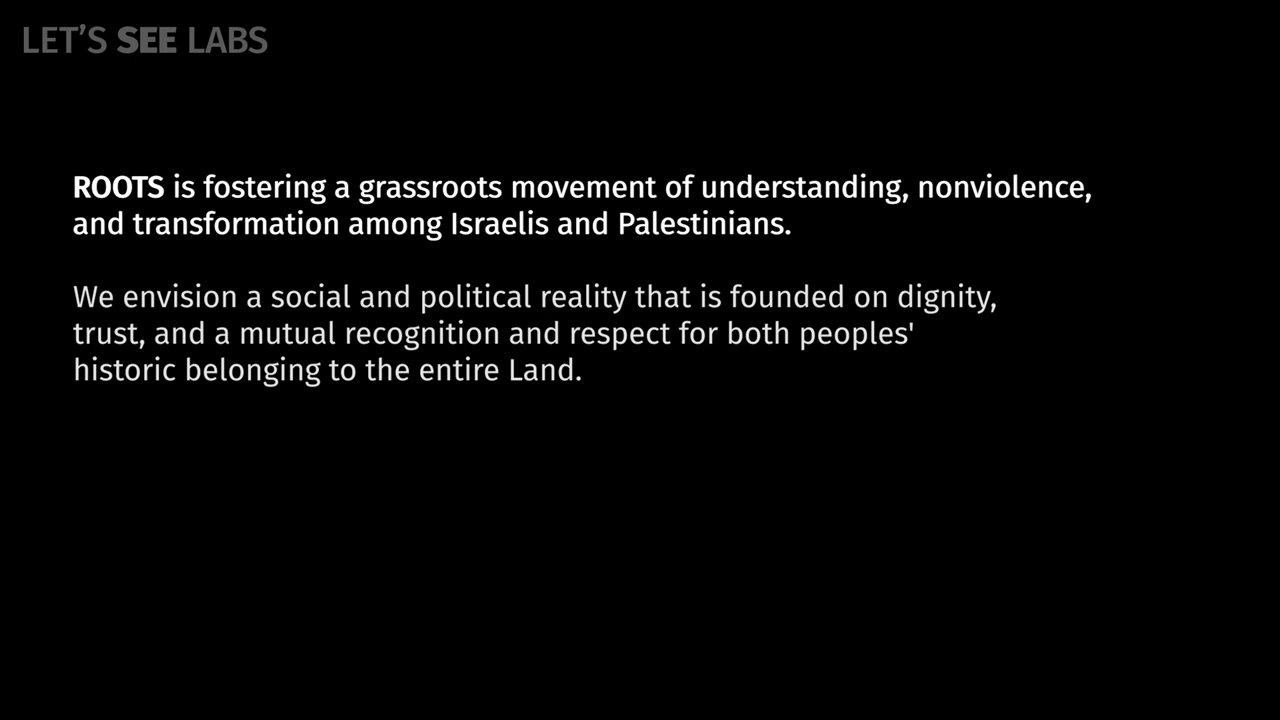 LET’S SEE LABS
ROOTS is fostering a grassroots movement of understanding, nonviolence,
and transformation among Israelis and Palestinians.
We envision a social and political reality that is founded on dignity,
trust, and a mutual recognition and respect for both peoples'
historic belonging to the entire Land.